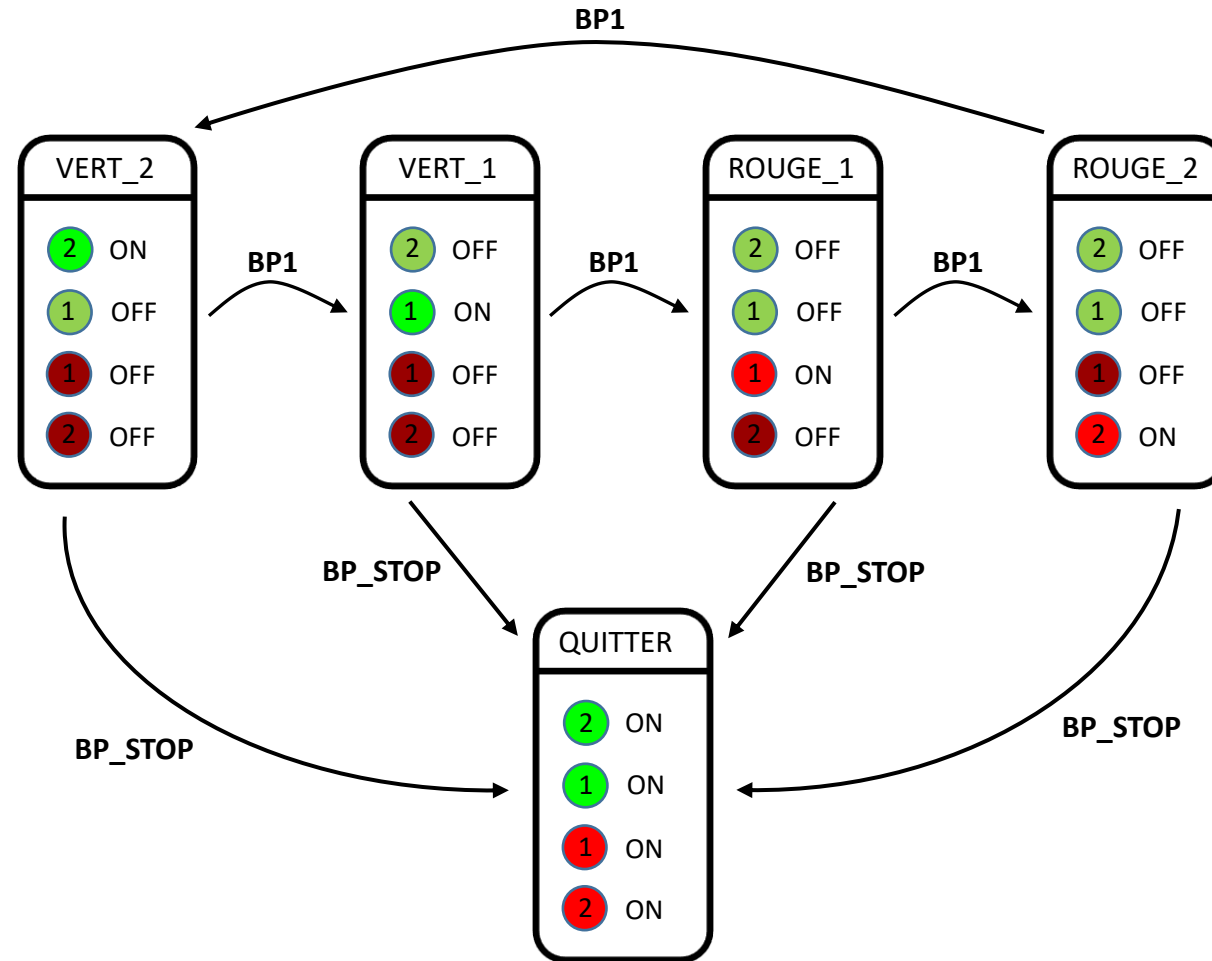 BP1
VERT_2
VERT_1
ROUGE_1
ROUGE_2
2 ON
1 OFF
1 OFF
2 OFF
BP1
2 OFF
1 ON
1 OFF
2 OFF
BP1
2 OFF
1 OFF
1 ON
2 OFF
BP1
2 OFF
1 OFF
1 OFF
2 ON
BP_STOP
BP_STOP
BP_STOP
BP_STOP
QUITTER
2 ON
1 ON
1 ON
2 ON